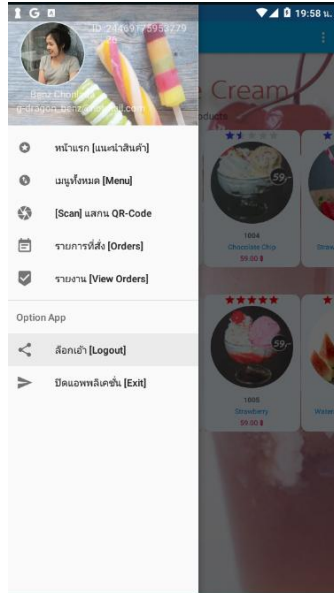 19:58 น.
ID:24469175953779
หน้าแรก [แนะนำสินค้า]
เมนูทั้งหมด [Menu]
[Scan] แสกน QR-Code
รายการที่สั่ง [Orders]
รายงาน [View Orders]
Option App
ล๊อกเอ้า [Logout]
ปิดแอพพลิเคชั่น [Exit]
Cream
59,-
1004
Chocolate Chip
59.00 ฿
59,-
1005
Strawberry
59.00 ฿